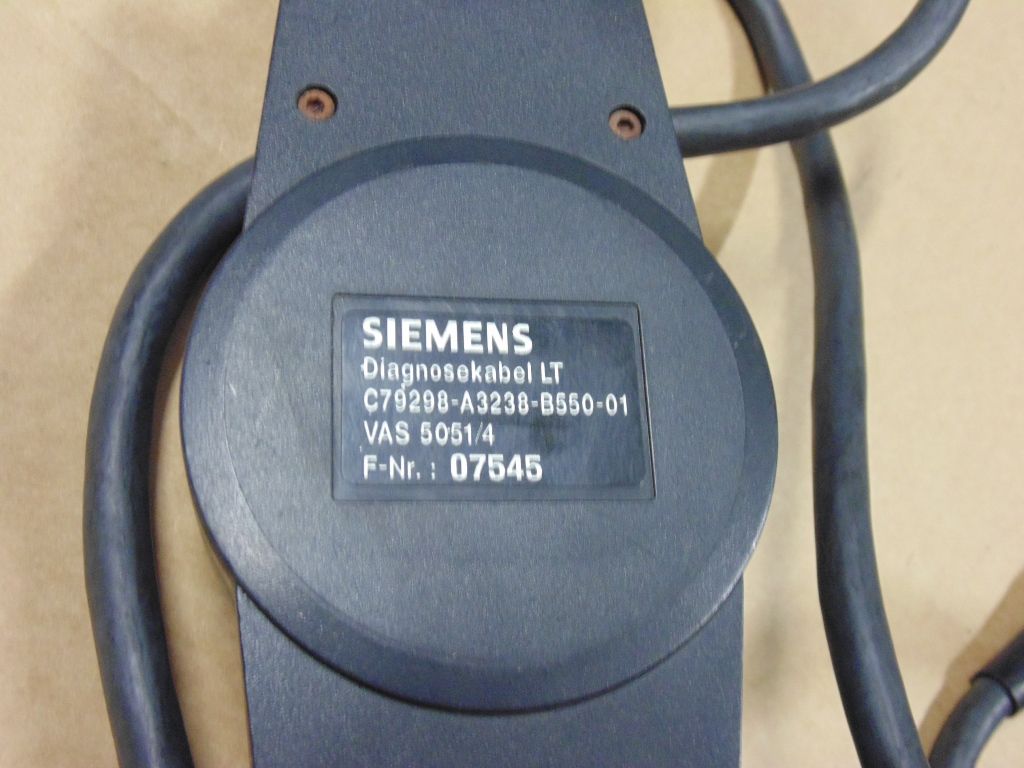 SIEMENS
Diagnosekabel LT
C79298-A3238-B550-01
VAS 5051/4
F-Nr. : 07545